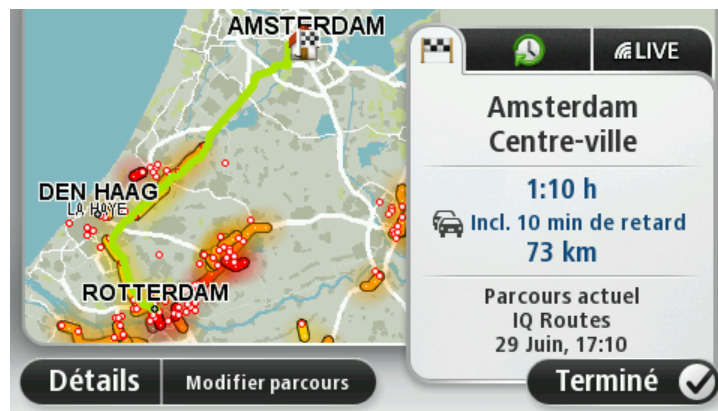 AMSTERDAM
DEN HAAG
LA HAYE
ROTTERDAM
LIVE
Amsterdam
Centre-ville
1:10 h
Incl. 10 min de retard
73 km
Parcours actuel
IQ Routes
29 Juin, 17:10
Détails
Modifier parcours
Terminé